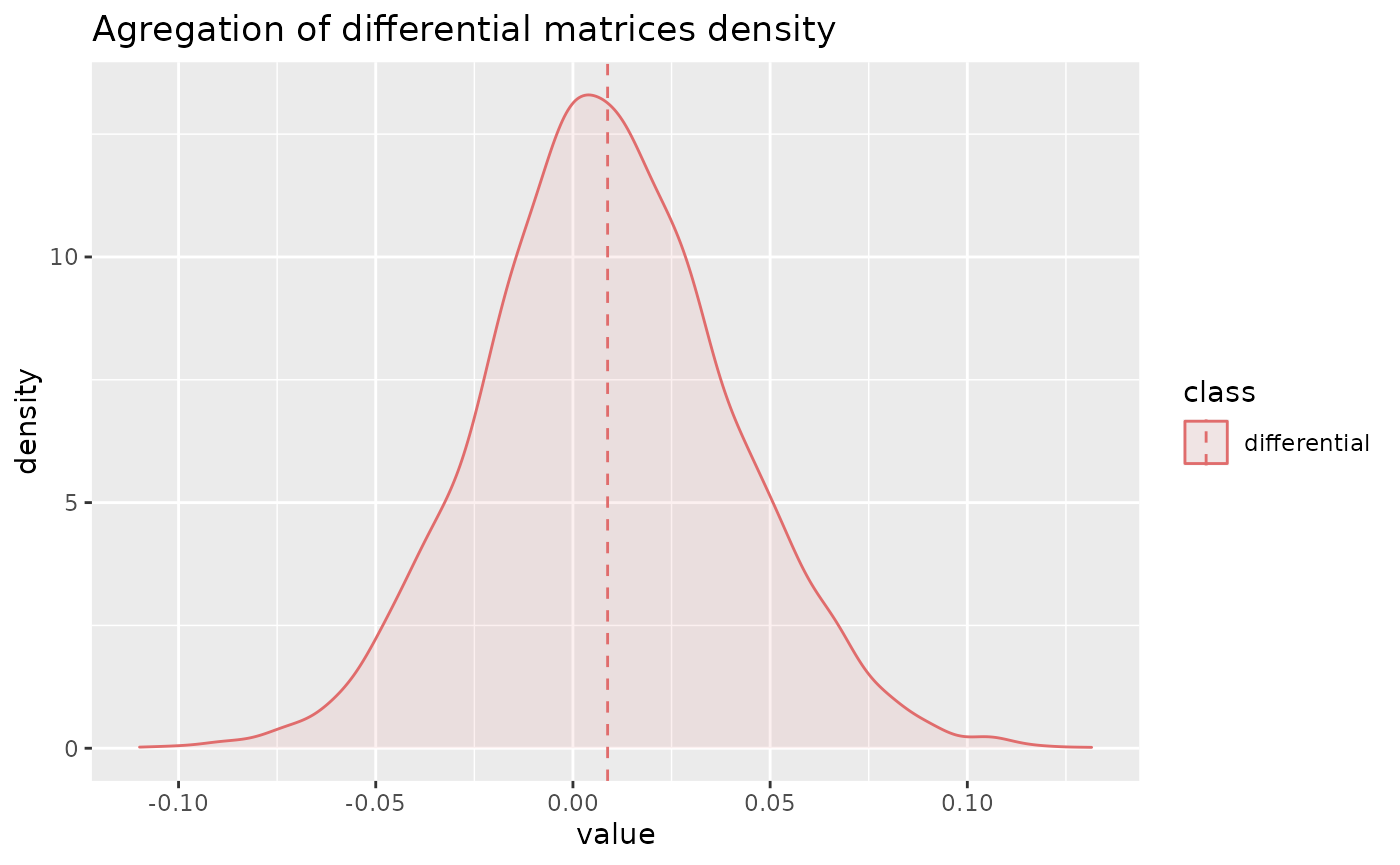 Agregation of differential matrices density
density
10
5
0
-0.10
-0.05
0.00
0.05
0.10
value
class
differential